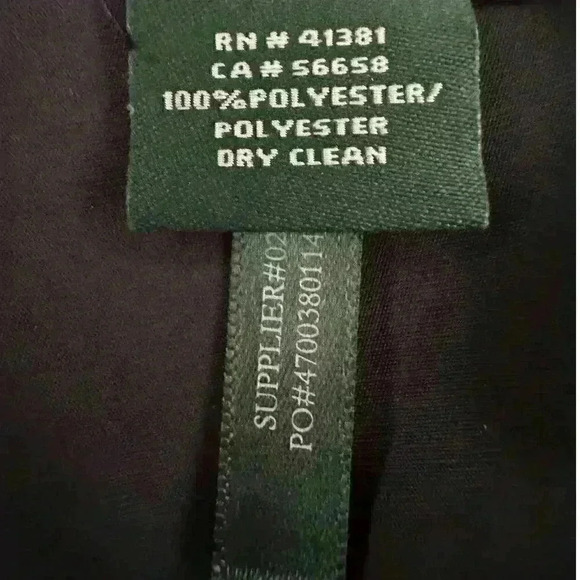 RN # 41381
CA # 56658
100%POLYESTER/
POLYESTER
DRY CLEAN
SUPPLIER#02
PO#4700380114